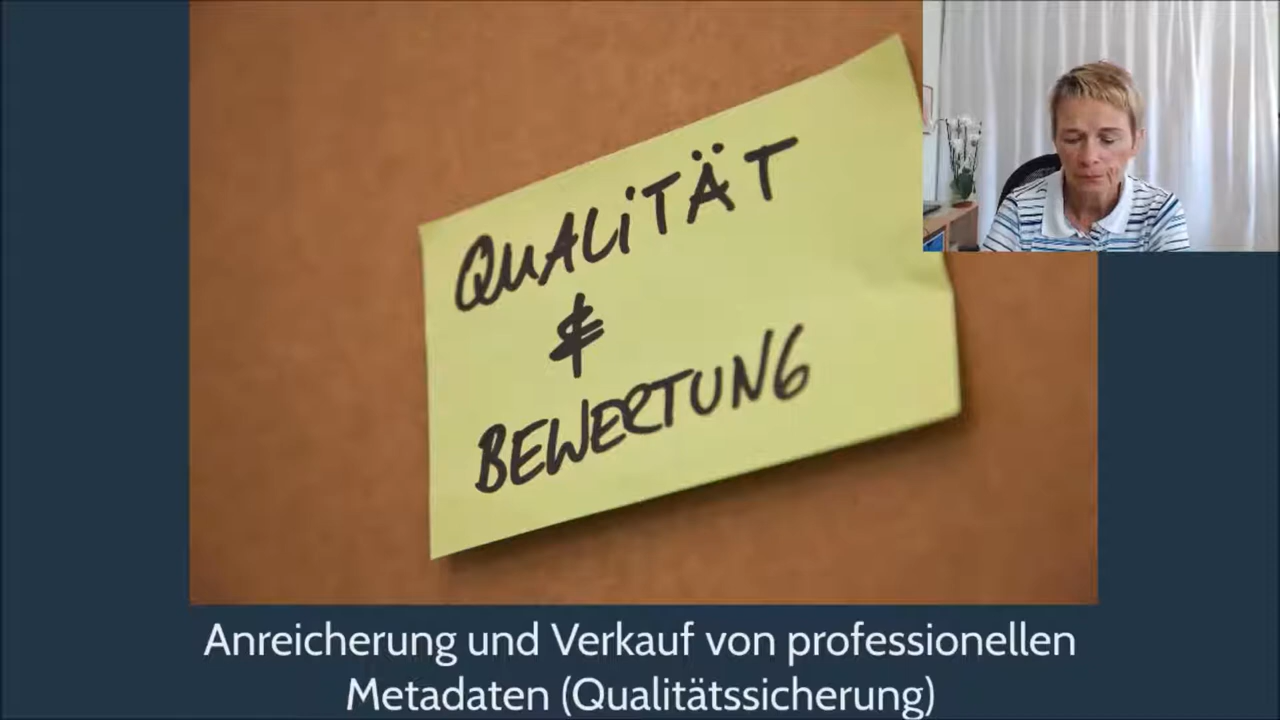 QUALITÄT
&
BEWERTUNG
Anreicherung und Verkauf von professionellen
Metadaten (Qualitätssicherung)